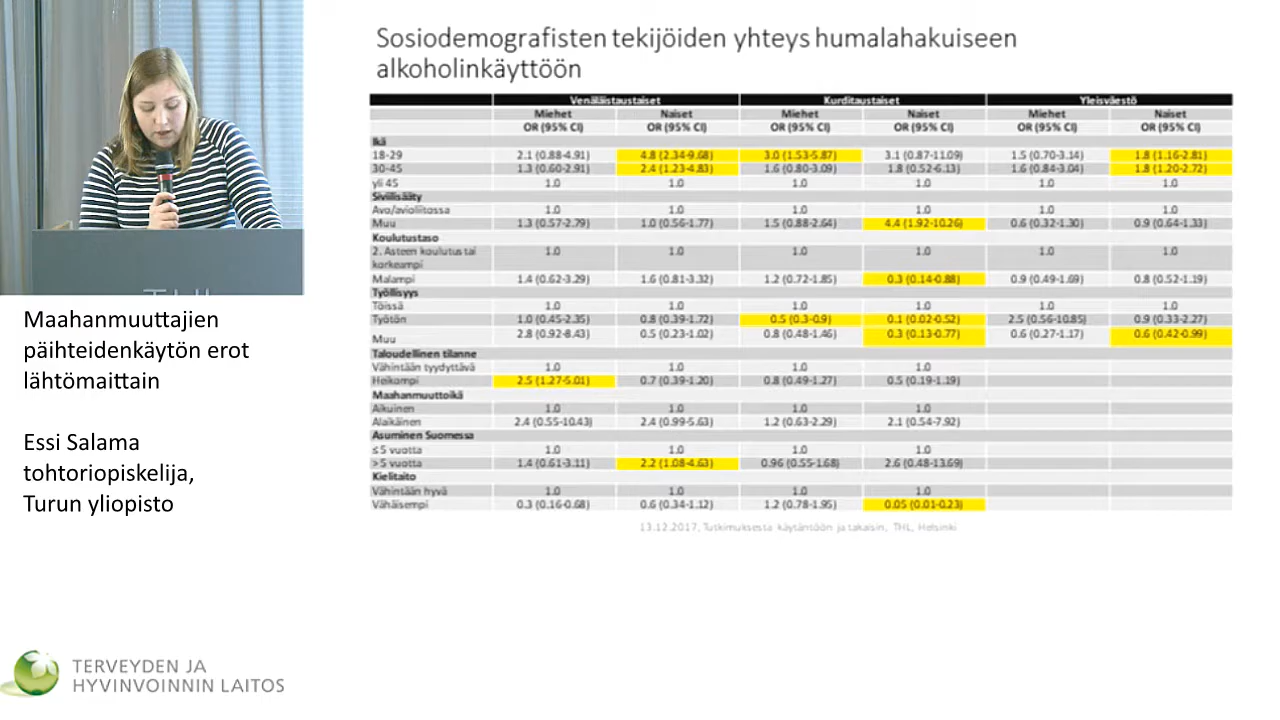 Sosiodemografisten tekijöiden yhteys humalahakuiseen
alkoholinkäyttöön
Venäläistaustaiset Kurditaustaiset Yleisväestö
Miehet Naiset Miehet Naiset Miehet Naiset
OR (95% CI) OR (95% CI) OR (95% CI) OR (95% CI) OR (95% CI) OR (95% CI)
Ikä
18-29 2.1 (0.88-4.91) 4.8 (2.34-9.68) 3.0 (1.53-5.87) 3.1 (0.87-11.09) 1.5 (0.70-3.14) 1.8 (1.16-2.81)
30-45 1.3 (0.60-2.91) 2.4 (1.23-4.83) 1.6 (0.80-3.09) 1.8 (0.52-6.13) 1.6 (0.84-3.04) 1.8 (1.20-2.72)
yli 45 1.0 1.0 1.0 1.0 1.0 1.0
Siviilisääty
Avo/avioliitossa 1.0 1.0 1.0 1.0 1.0 1.0
Muu 1.3 (0.57-2.79) 1.0 (0.56-1.77) 1.5 (0.88-2.64) 4.4 (1.92-10.26) 0.6 (0.32-1.30) 0.9 (0.64-1.33)
Koulutustaso
2. Asteen koulutus tai 1.0 1.0 1.0 1.0 1.0 1.0
korkeampi
Matampi 1.4 (0.62-3.29) 1.6 (0.81-3.32) 1.2 (0.72-1.85) 0.3 (0.14-0.88) 0.9 (0.49-1.69) 0.8 (0.52-1.19)
Työllisyys
Töissä 1.0 1.0 1.0 1.0 1.0 1.0
Työtön 1.0 (0.45-2.35) 0.8 (0.39-1.72) 0.5 (0.3-0.9) 0.1 (0.02-0.52) 2.5 (0.56-10.85) 0.9 (0.33-2.27)
Muu 2.8 (0.92-8.43) 0.5 (0.23-1.02) 0.8 (0.48-1.46) 0.3 (0.13-0.77) 0.6 (0.27-1.17) 0.6 (0.42-0.99)
Taloudellinen tilanne
Vähintään tyydyttävä 1.0 1.0 1.0 1.0
Heikompi 2.5 (1.27-5.01) 0.7 (0.39-1.20) 0.8 (0.49-1.27) 0.5 (0.19-1.19)
Maahanmuuttoikä
Aikuinen 1.0 1.0 1.0 1.0
Alaikäinen 2.4 (0.55-10.43) 2.4 (0.99-5.63) 1.2 (0.63-2.29) 2.1 (0.54-7.92)
Asuminen Suomessa
≤ 5 vuotta 1.0 1.0 1.0 1.0
> 5 vuotta 1.4 (0.61-3.11) 2.2 (1.08-4.63) 0.96 (0.55-1.68) 2.6 (0.48-13.69)
Kielitaito
Vähintään hyvä 1.0 1.0 1.0 1.0
Vähäisempi 0.3 (0.16-0.68) 0.6 (0.34-1.12) 1.2 (0.78-1.95) 0.05 (0.01-0.23)
13.12.2017, Tutkimuksesta käytäntöön ja takaisin, THL, Helsinki
Maahanmuuttajien
päihteidenkäytön erot
lähtömaittain
Essi Salama
tohtoriopiskelija,
Turun yliopisto
TERVEYDEN JA
HYVINVOINNIN LAITOS